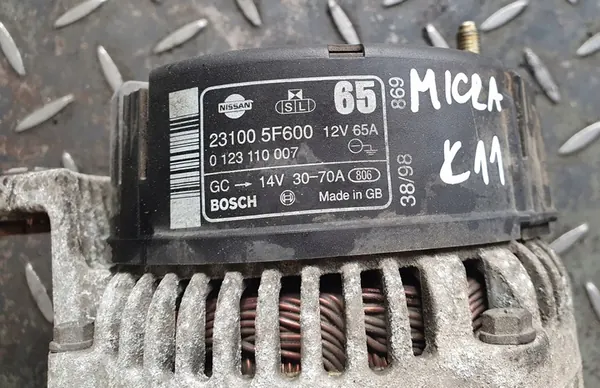 NISSAN
SL
65
23100 5F600 12V 65A
0 123 110 007
GC → 14V 30-70A 806
BOSCH Made in GB
869
38/98
MICRA
K11